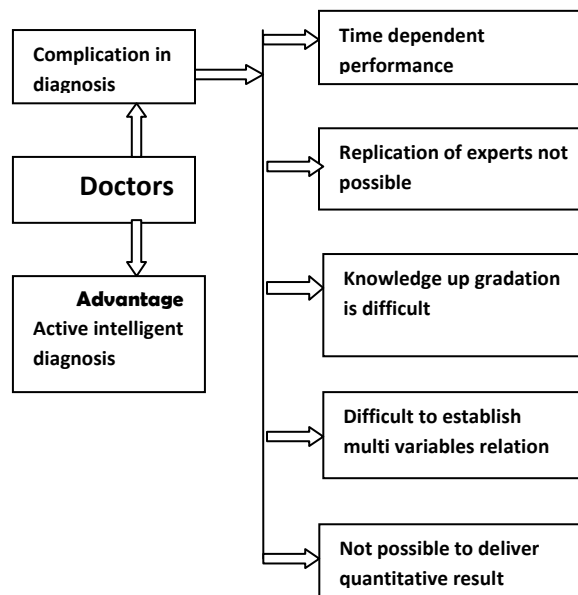 Complication in
diagnosis
Doctors
Advantage
Active intelligent
diagnosis
Time dependent
performance
Replication of experts not
possible
Knowledge up gradation
is difficult
Difficult to establish
multi variables relation
Not possible to deliver
quantitative result